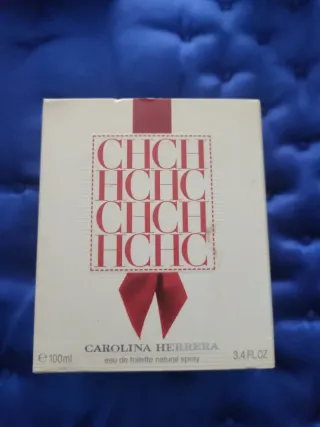 CHCH
HCHC
CHCH
HCHC
CAROLINA HERRERA
eau de toilette natural spray
℮ 100ml
3.4 FL.OZ